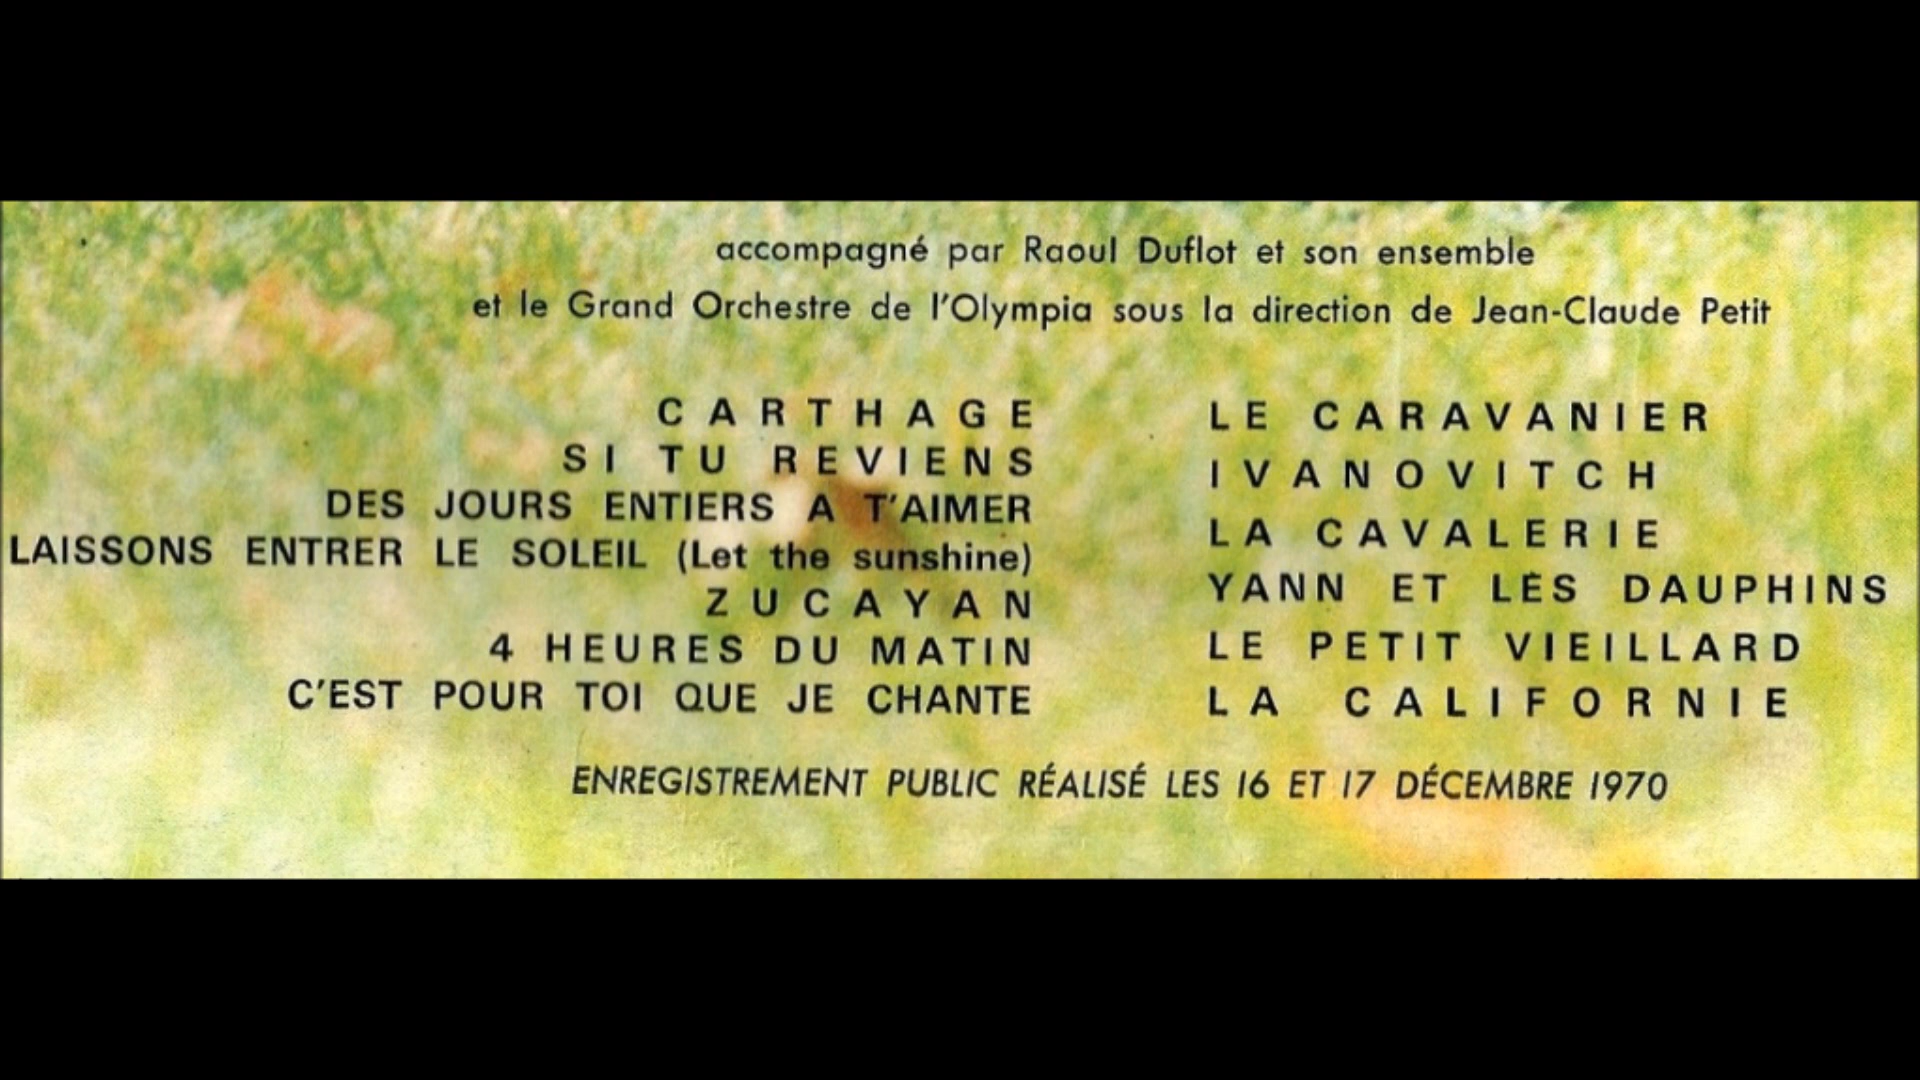 accompagné par Raoul Duflot et son ensemble
et le Grand Orchestre de l'Olympia sous la direction de Jean-Claude Petit
CARTHAGE
SI TU REVIENS
DES JOURS ENTIERS A T'AIMER
LAISSONS ENTRER LE SOLEIL (Let the sunshine)
ZUCAYAN
4 HEURES DU MATIN
C'EST POUR TOI QUE JE CHANTE
LE CARAVANIER
IVANOVITCH
LA CAVALERIE
YANN ET LES DAUPHINS
LE PETIT VIEILLARD
LA CALIFORNIE
ENREGISTREMENT PUBLIC RÉALISÉ LES 16 ET 17 DÉCEMBRE 1970